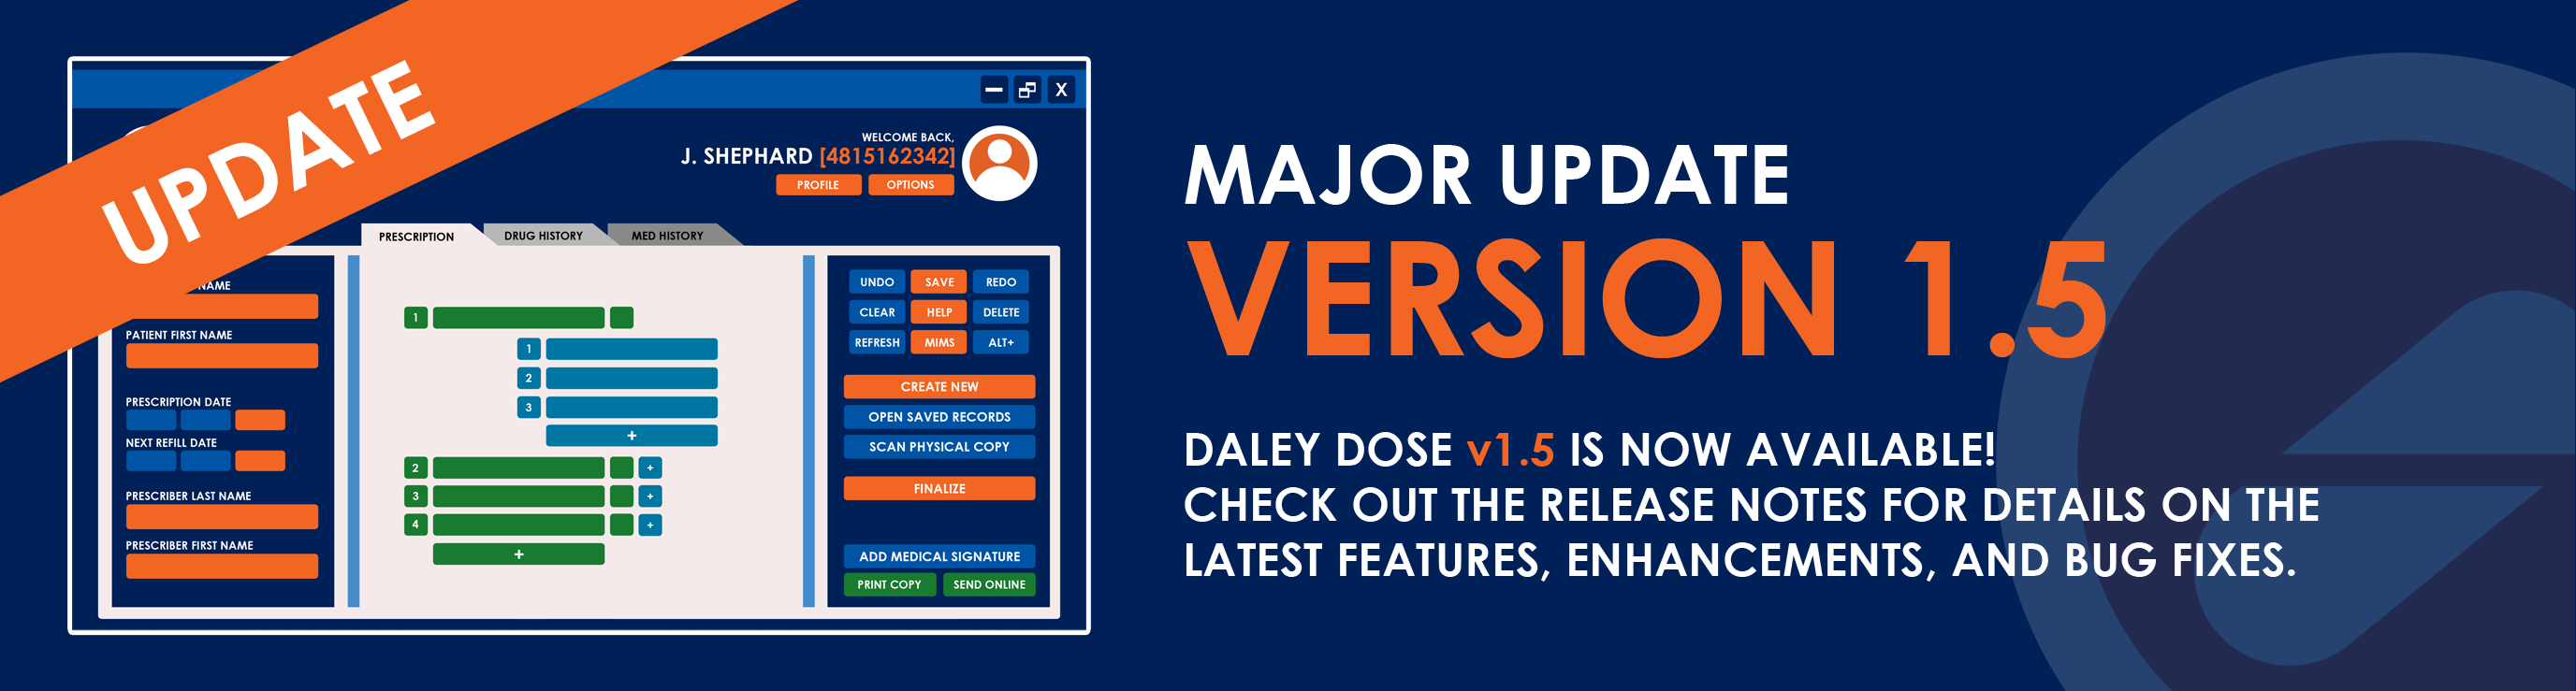 UPDATE
X
WELCOME BACK,
J. SHEPHARD [4815162342]
PROFILE
OPTIONS
PRESCRIPTION
DRUG HISTORY
MED HISTORY
NAME
PATIENT FIRST NAME
PRESCRIPTION DATE
NEXT REFILL DATE
PRESCRIBER LAST NAME
PRESCRIBER FIRST NAME
1
1
2
3
+
2 +
3 +
4 +
+
UNDO SAVE REDO
CLEAR HELP DELETE
REFRESH MIMS ALT+
CREATE NEW
OPEN SAVED RECORDS
SCAN PHYSICAL COPY
FINALIZE
ADD MEDICAL SIGNATURE
PRINT COPY SEND ONLINE
MAJOR UPDATE
VERSION 1.5
DALEY DOSE v1.5 IS NOW AVAILABLE!
CHECK OUT THE RELEASE NOTES FOR DETAILS ON THE
LATEST FEATURES, ENHANCEMENTS, AND BUG FIXES.